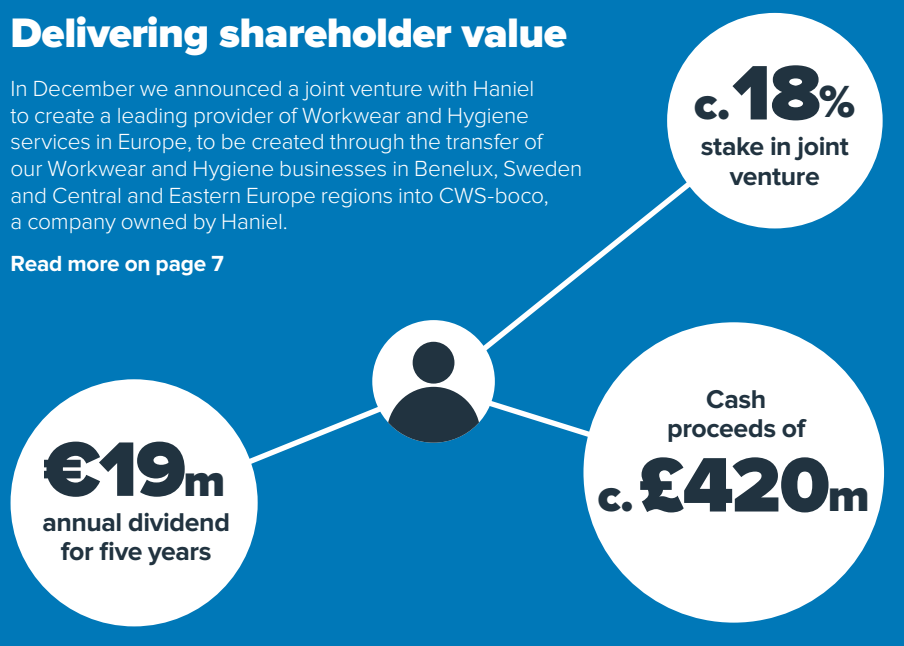 Delivering shareholder value
In December we announced a joint venture with Haniel
to create a leading provider of Workwear and Hygiene
services in Europe, to be created through the transfer of
our Workwear and Hygiene businesses in Benelux, Sweden
and Central and Eastern Europe regions into CWS-boco,
a company owned by Haniel.
Read more on page 7
c.18%
stake in joint
venture
Cash
proceeds of
c.£420m
€19m
annual dividend
for five years